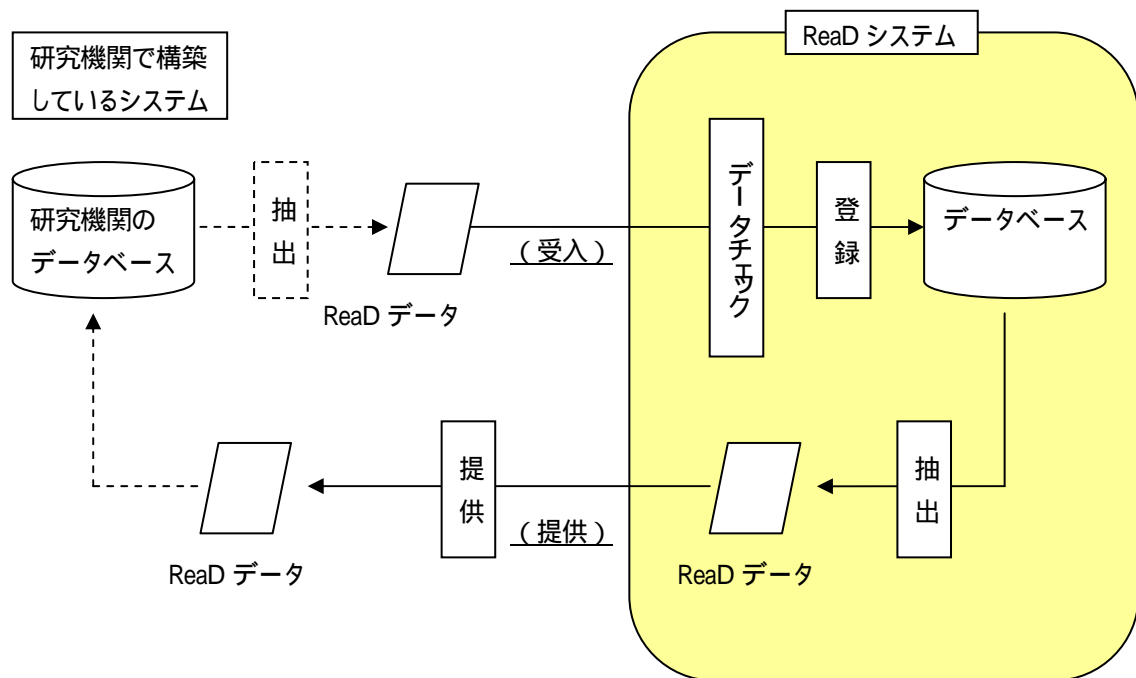 ReaD システム
研究機関で構築
しているシステム
研究機関の
データベース
抽出
ReaD データ
（受入）
データチェック
登録
データベース
ReaD データ
提供
（提供）
ReaD データ
抽出